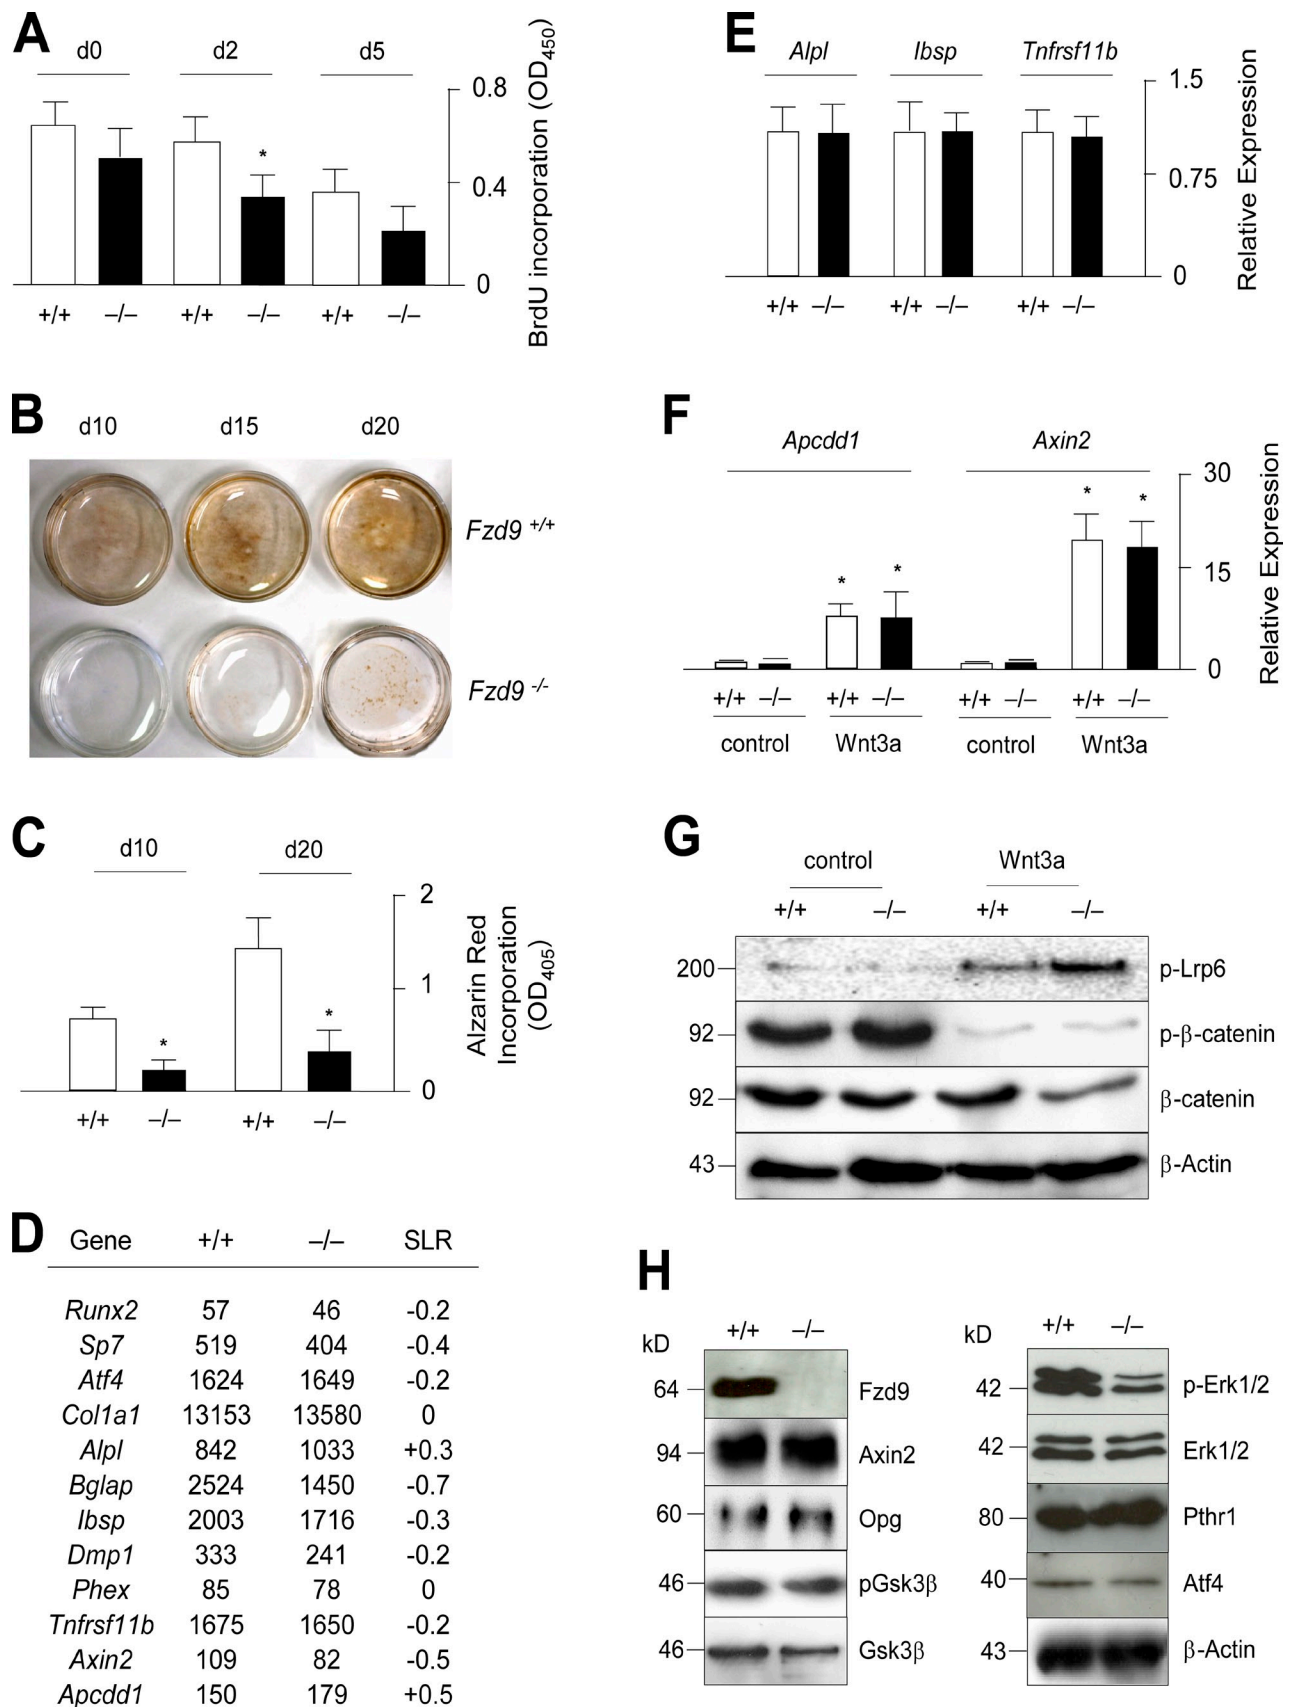 A
d0 d2 d5
0.8
0.4
0
BrdU incorporation (OD450)
+/+ –/– +/+ –/– +/+ –/–
B
d10 d15 d20
Fzd9 +/+
Fzd9 -/-
C
d10 d20
2
1
0
Alzarin Red
Incorporation
(OD405)
* *
+/+ –/– +/+ –/–
D
Gene +/+ –/– SLR
Runx2 57 46 -0.2
Sp7 519 404 -0.4
Atf4 1624 1649 -0.2
Col1a1 13153 13580 0
Alpl 842 1033 +0.3
Bglap 2524 1450 -0.7
Ibsp 2003 1716 -0.3
Dmp1 333 241 -0.2
Phex 85 78 0
Tnfrsf11b 1675 1650 -0.2
Axin2 109 82 -0.5
Apcdd1 150 179 +0.5
E
Alpl Ibsp Tnfrsf11b
1.5
0.75
0
Relative Expression
+/+ –/– +/+ –/– +/+ –/–
F
Apcdd1 Axin2
30
15
0
Relative Expression
* * * *
+/+ –/– +/+ –/– +/+ –/– +/+ –/–
control Wnt3a control Wnt3a
G
control Wnt3a
+/+ –/– +/+ –/–
200 p-Lrp6
92 p-β-catenin
92 β-catenin
43 β-Actin
H
kD +/+ –/–
64 Fzd9
94 Axin2
60 Opg
46 pGsk3β
46 Gsk3β
kD +/+ –/–
42 p-Erk1/2
42 Erk1/2
80 Pthr1
40 Atf4
43 β-Actin